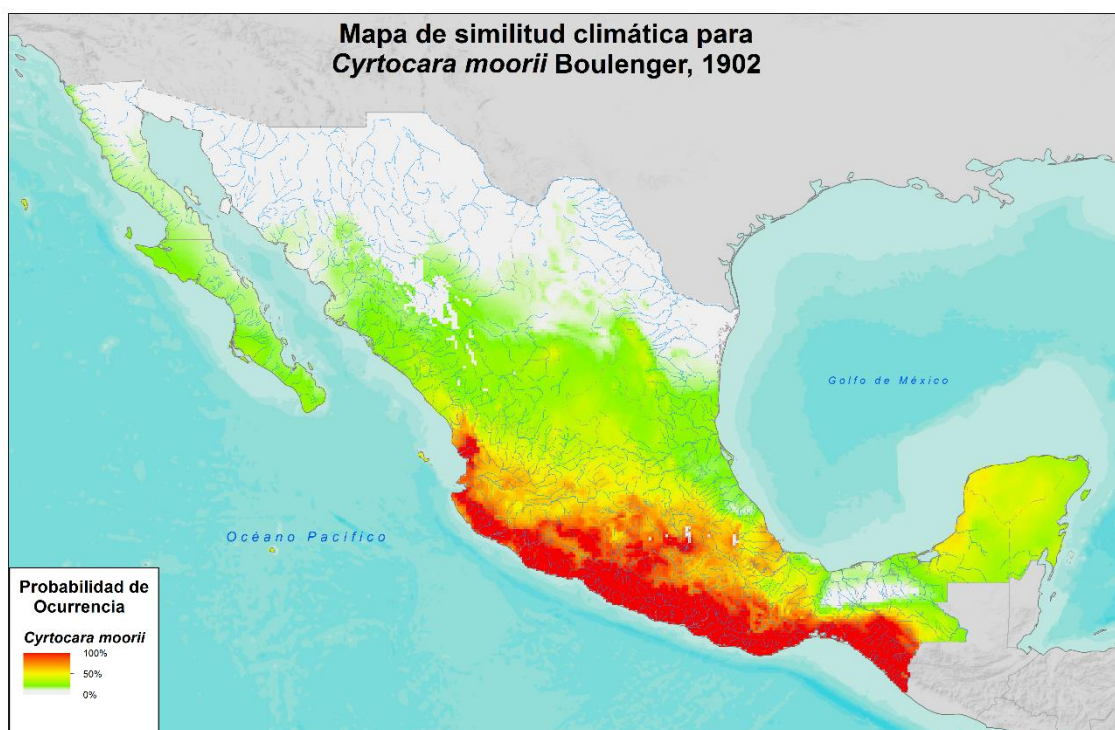 Mapa de similitud climática para
Cyrtocara moorii Boulenger, 1902
Golfo de México
Océano Pacífico
Probabilidad de
Ocurrencia
Cyrtocara moorii
100%
50%
0%